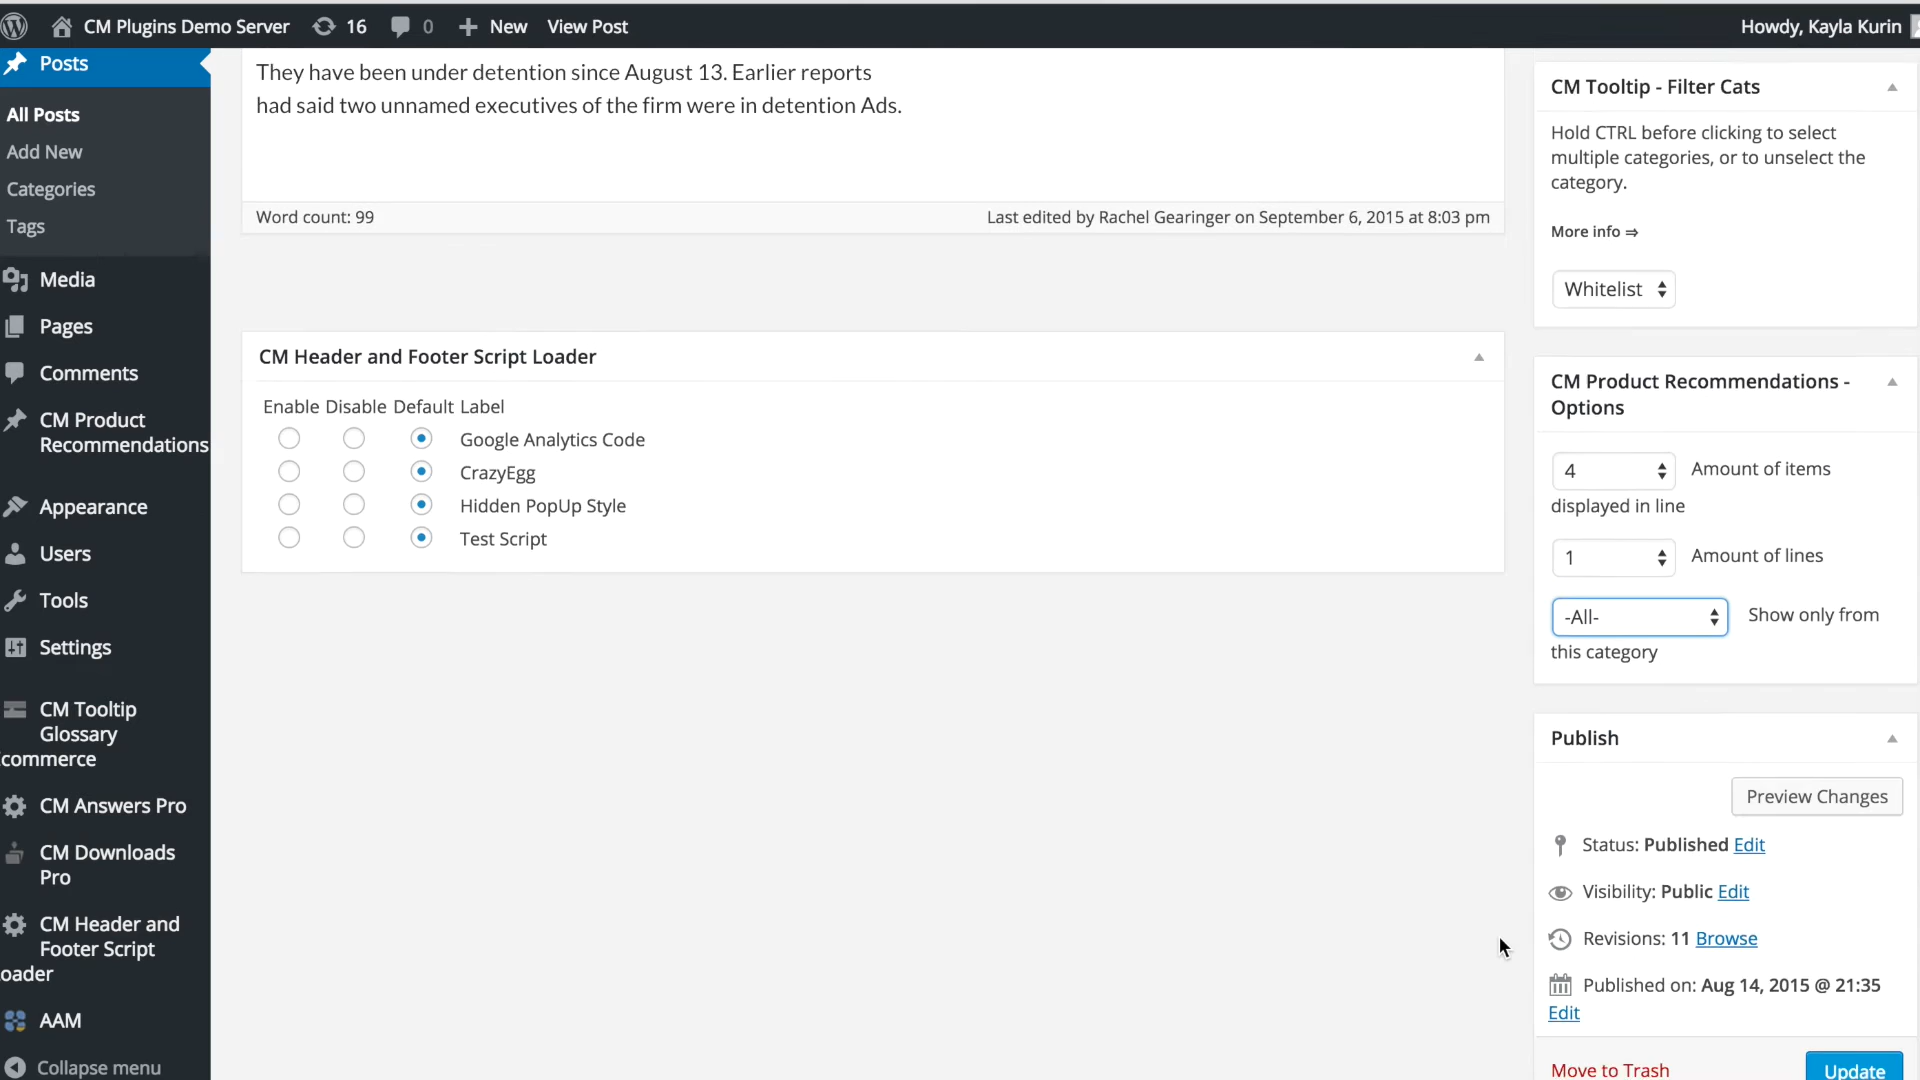 CM Plugins Demo Server 16 0 New View Post Howdy, Kayla Kurin
Posts
All Posts
Add New
Categories
Tags
Media
Pages
Comments
CM Product
Recommendations
Appearance
Users
Tools
Settings
CM Tooltip
Glossary
commerce
CM Answers Pro
CM Downloads
Pro
CM Header and
Footer Script
oader
AAM
Collapse menu
They have been under detention since August 13. Earlier reports
had said two unnamed executives of the firm were in detention Ads.
Word count: 99 Last edited by Rachel Gearinger on September 6, 2015 at 8:03 pm
CM Header and Footer Script Loader
Enable Disable Default Label
Google Analytics Code
CrazyEgg
Hidden PopUp Style
Test Script
CM Tooltip - Filter Cats
Hold CTRL before clicking to select
multiple categories, or to unselect the
category.
More info ⇒
Whitelist
CM Product Recommendations -
Options
4 Amount of items
displayed in line
1 Amount of lines
-All- Show only from
this category
Publish
Preview Changes
Status: Published Edit
Visibility: Public Edit
Revisions: 11 Browse
Published on: Aug 14, 2015 @ 21:35
Edit
Move to Trash Update